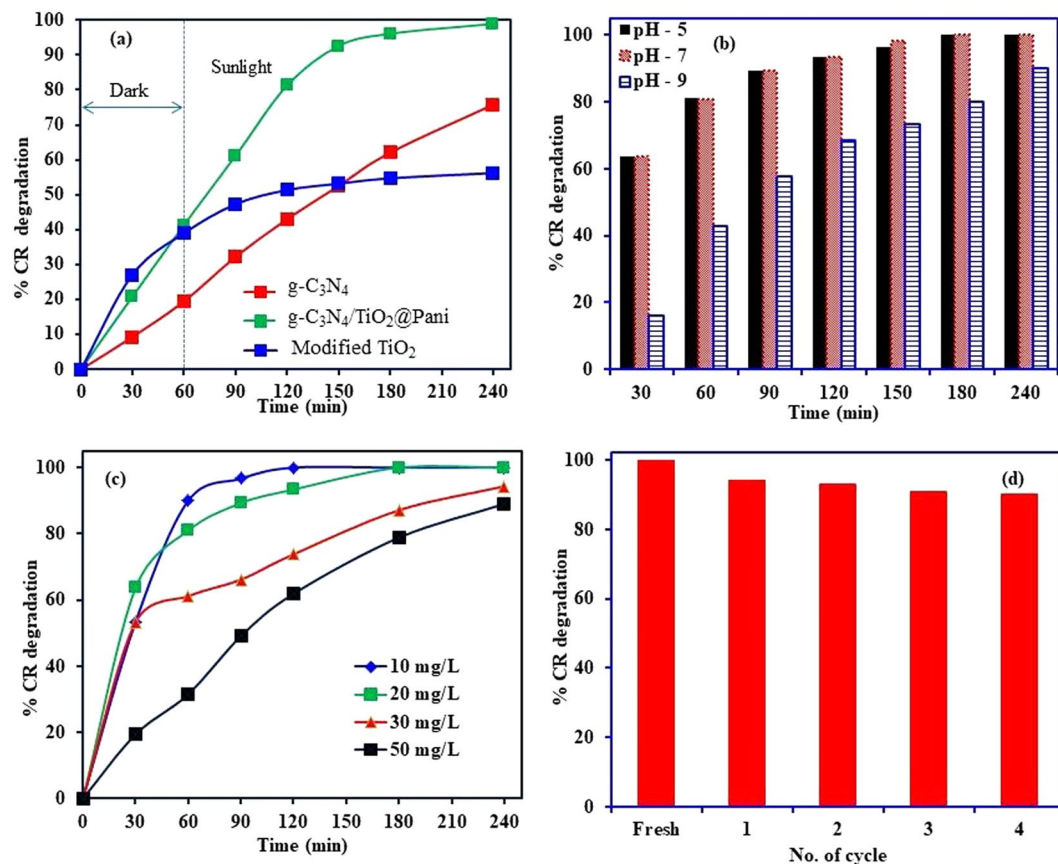 (a)
Dark
Sunlight
% CR degradation
100
90
80
70
60
50
40
30
20
10
0
g-C₃N₄
g-C₃N₄/TiO₂@Pani
Modified TiO₂
0 30 60 90 120 150 180 210 240
Time (min)
(b)
pH - 5
pH - 7
pH - 9
% CR degradation
100
80
60
40
20
0
30 60 90 120 150 180 240
Time (min)
(c)
% CR degradation
100
80
60
40
20
0
10 mg/L
20 mg/L
30 mg/L
50 mg/L
0 30 60 90 120 150 180 210 240
Time (min)
(d)
% CR degradation
100
80
60
40
20
0
Fresh 1 2 3 4
No. of cycle